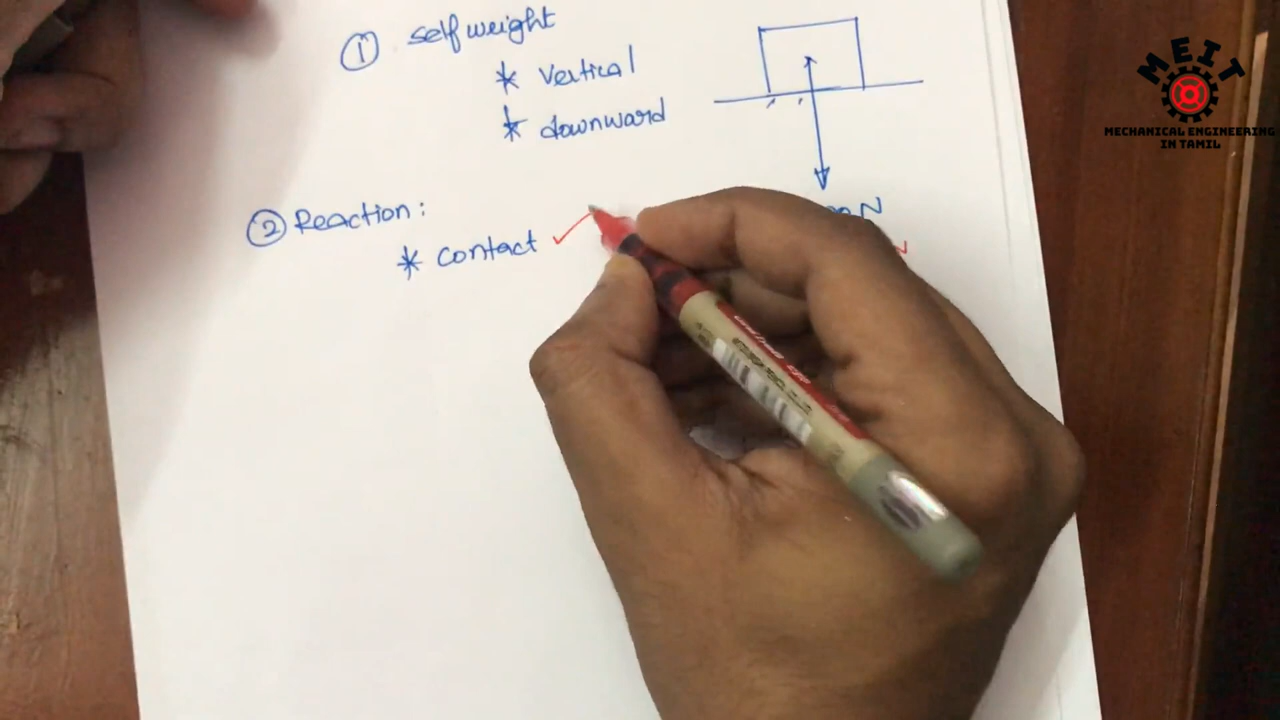 ① self weight
* Vertical
* downward
N
N
② Reaction:
* contact ✓
MEIT
MECHANICAL ENGINEERING
IN TAMIL